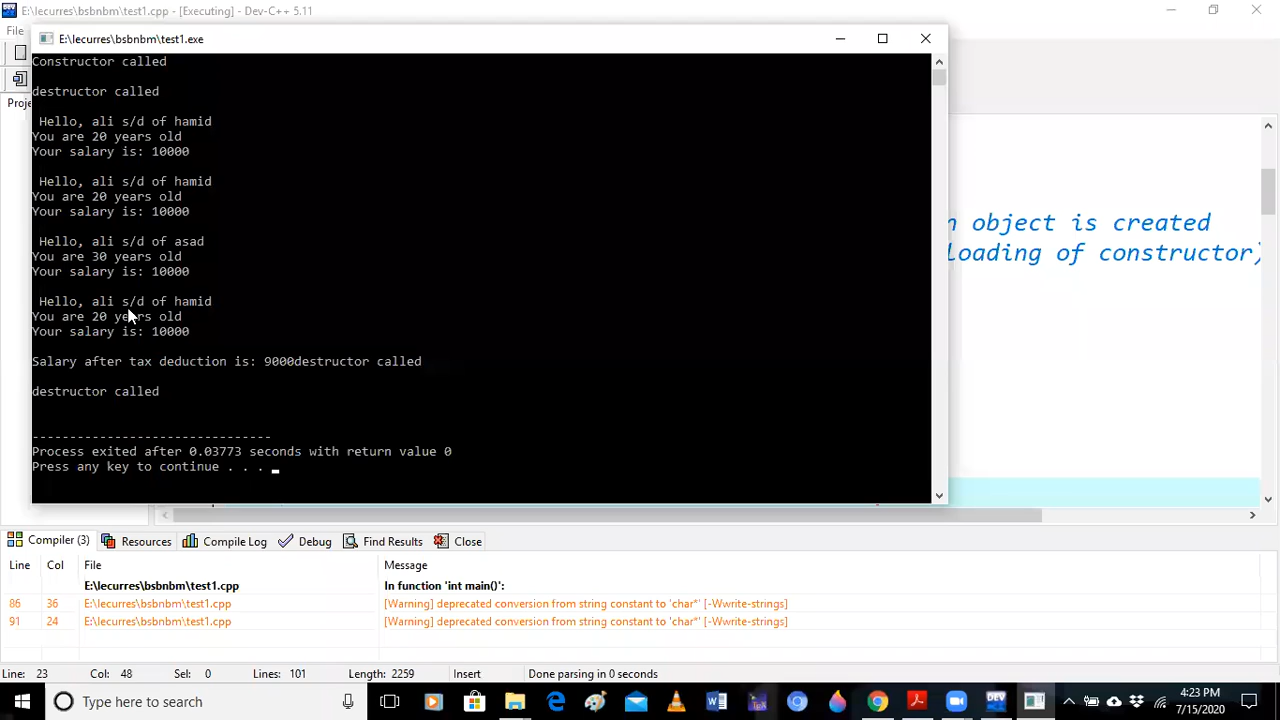 E:\lecurres\bsbnbm\test1.cpp - [Executing] - Dev-C++ 5.11
File
E:\lecurres\bsbnbm\test1.exe
Proje
Constructor called
destructor called
Hello, ali s/d of hamid
You are 20 years old
Your salary is: 10000
Hello, ali s/d of hamid
You are 20 years old
Your salary is: 10000
Hello, ali s/d of asad
You are 30 years old
Your salary is: 10000
Hello, ali s/d of hamid
You are 20 years old
Your salary is: 10000
Salary after tax deduction is: 9000destructor called
destructor called
--------------------------------
Process exited after 0.03773 seconds with return value 0
Press any key to continue . . .
n object is created
loading of constructor)
Compiler (3) Resources Compile Log Debug Find Results Close
Line Col File Message
E:\lecurres\bsbnbm\test1.cpp In function 'int main()':
86 36 E:\lecurres\bsbnbm\test1.cpp [Warning] deprecated conversion from string constant to 'char*' [-Wwrite-strings]
91 24 E:\lecurres\bsbnbm\test1.cpp [Warning] deprecated conversion from string constant to 'char*' [-Wwrite-strings]
Line: 23 Col: 48 Sel: 0 Lines: 101 Length: 2259 Insert Done parsing in 0 seconds
Type here to search
4:23 PM
7/15/2020